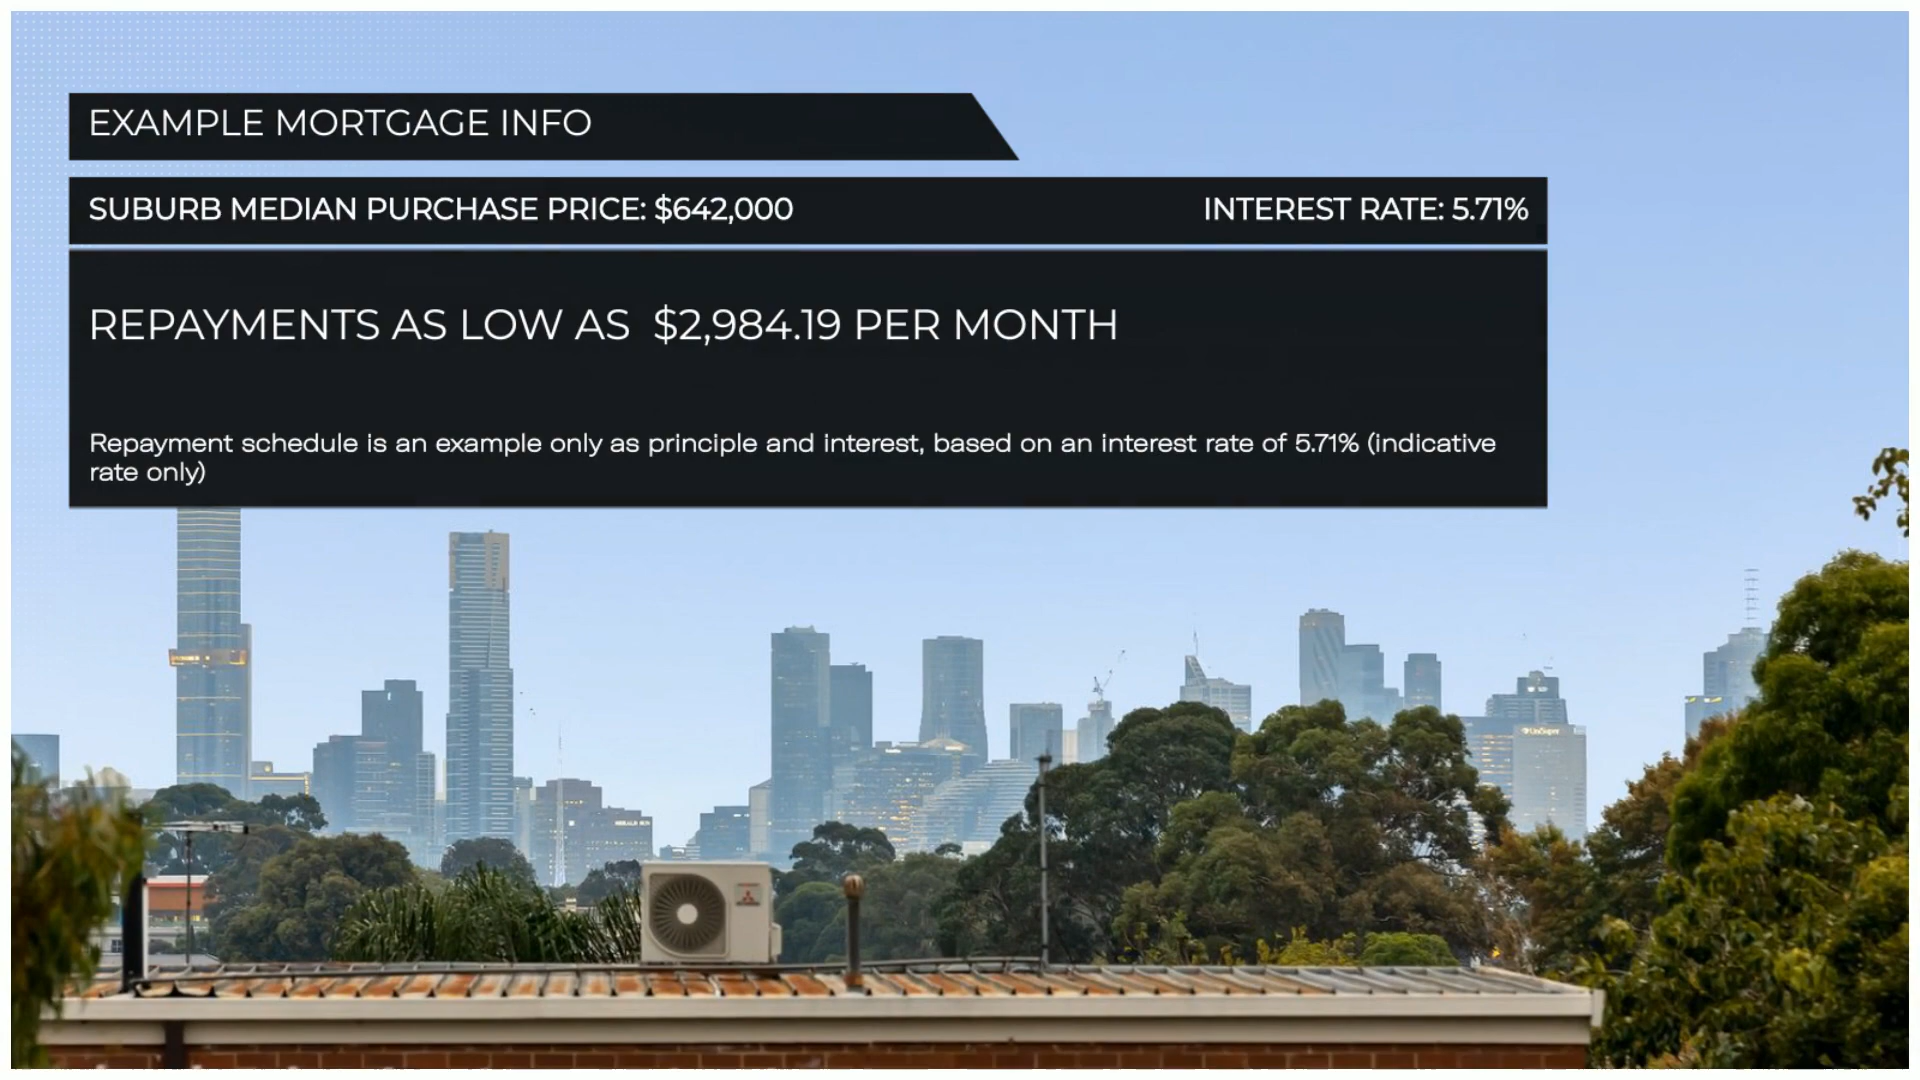 EXAMPLE MORTGAGE INFO
SUBURB MEDIAN PURCHASE PRICE: $642,000 INTEREST RATE: 5.71%
REPAYMENTS AS LOW AS $2,984.19 PER MONTH
Repayment schedule is an example only as principle and interest, based on an interest rate of 5.71% (indicative
rate only)
UniSuper